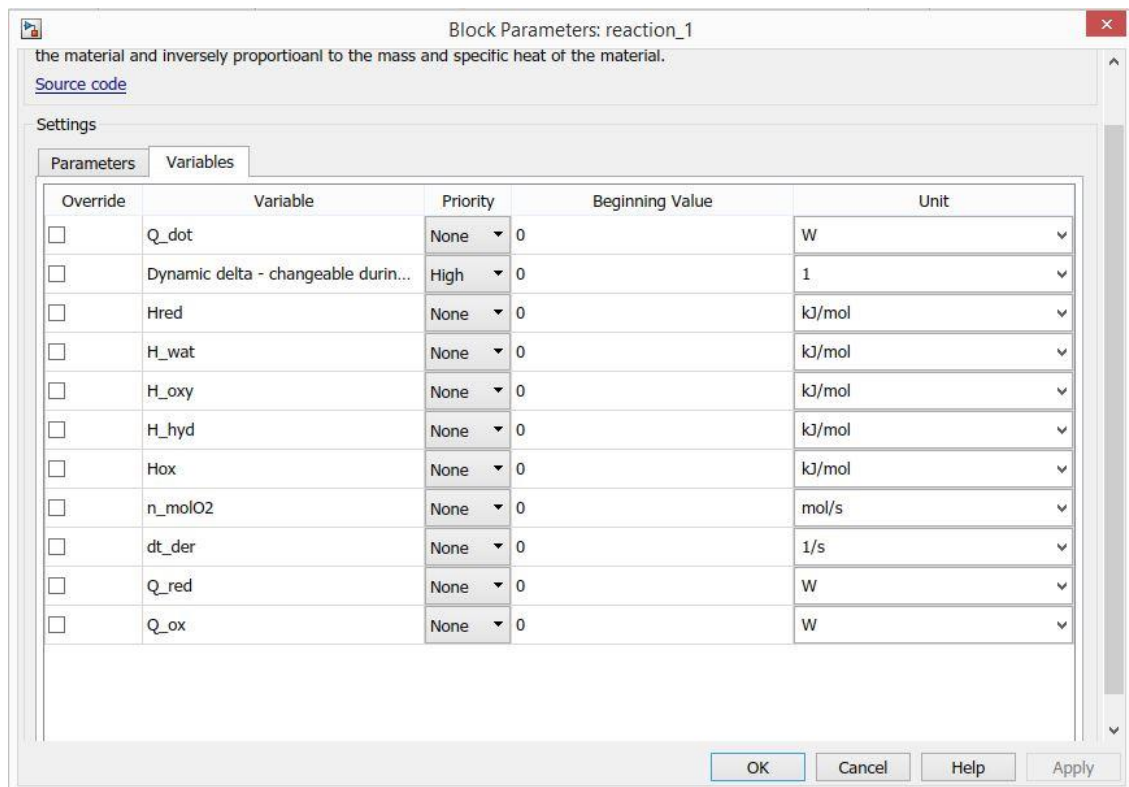 Block Parameters: reaction_1
the material and inversely proportioanl to the mass and specific heat of the material.
Source code
Settings
Parameters Variables
Override Variable Priority Beginning Value Unit
Q_dot None 0 W
Dynamic delta - changeable durin... High 0 1
Hred None 0 kJ/mol
H_wat None 0 kJ/mol
H_oxy None 0 kJ/mol
H_hyd None 0 kJ/mol
Hox None 0 kJ/mol
n_molO2 None 0 mol/s
dt_der None 0 1/s
Q_red None 0 W
Q_ox None 0 W
OK Cancel Help Apply